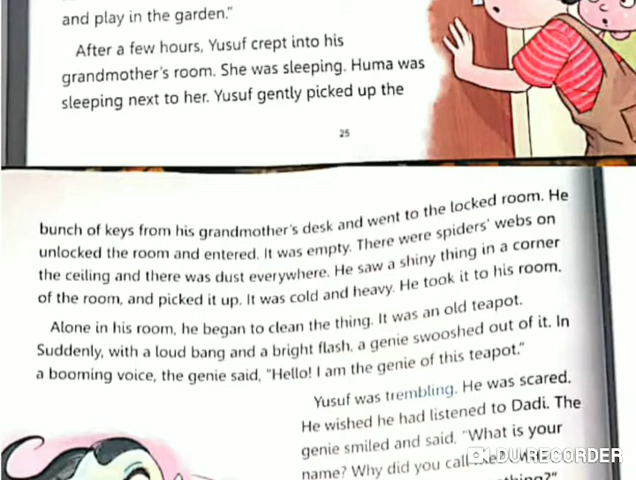 and play in the garden."
After a few hours, Yusuf crept into his
grandmother's room. She was sleeping. Huma was
sleeping next to her. Yusuf gently picked up the
25
bunch of keys from his grandmother's desk and went to the locked room. He
unlocked the room and entered. It was empty. There were spiders' webs on
the ceiling and there was dust everywhere. He saw a shiny thing in a corner
of the room, and picked it up. It was cold and heavy. He took it to his room.
Alone in his room, he began to clean the thing. It was an old teapot.
Suddenly, with a loud bang and a bright flash, a genie swooshed out of it. In
a booming voice, the genie said, "Hello! I am the genie of this teapot."
Yusuf was trembling. He was scared.
He wished he had listened to Dadi. The
genie smiled and said, "What is your
name? Why did you call
DU RECORDER